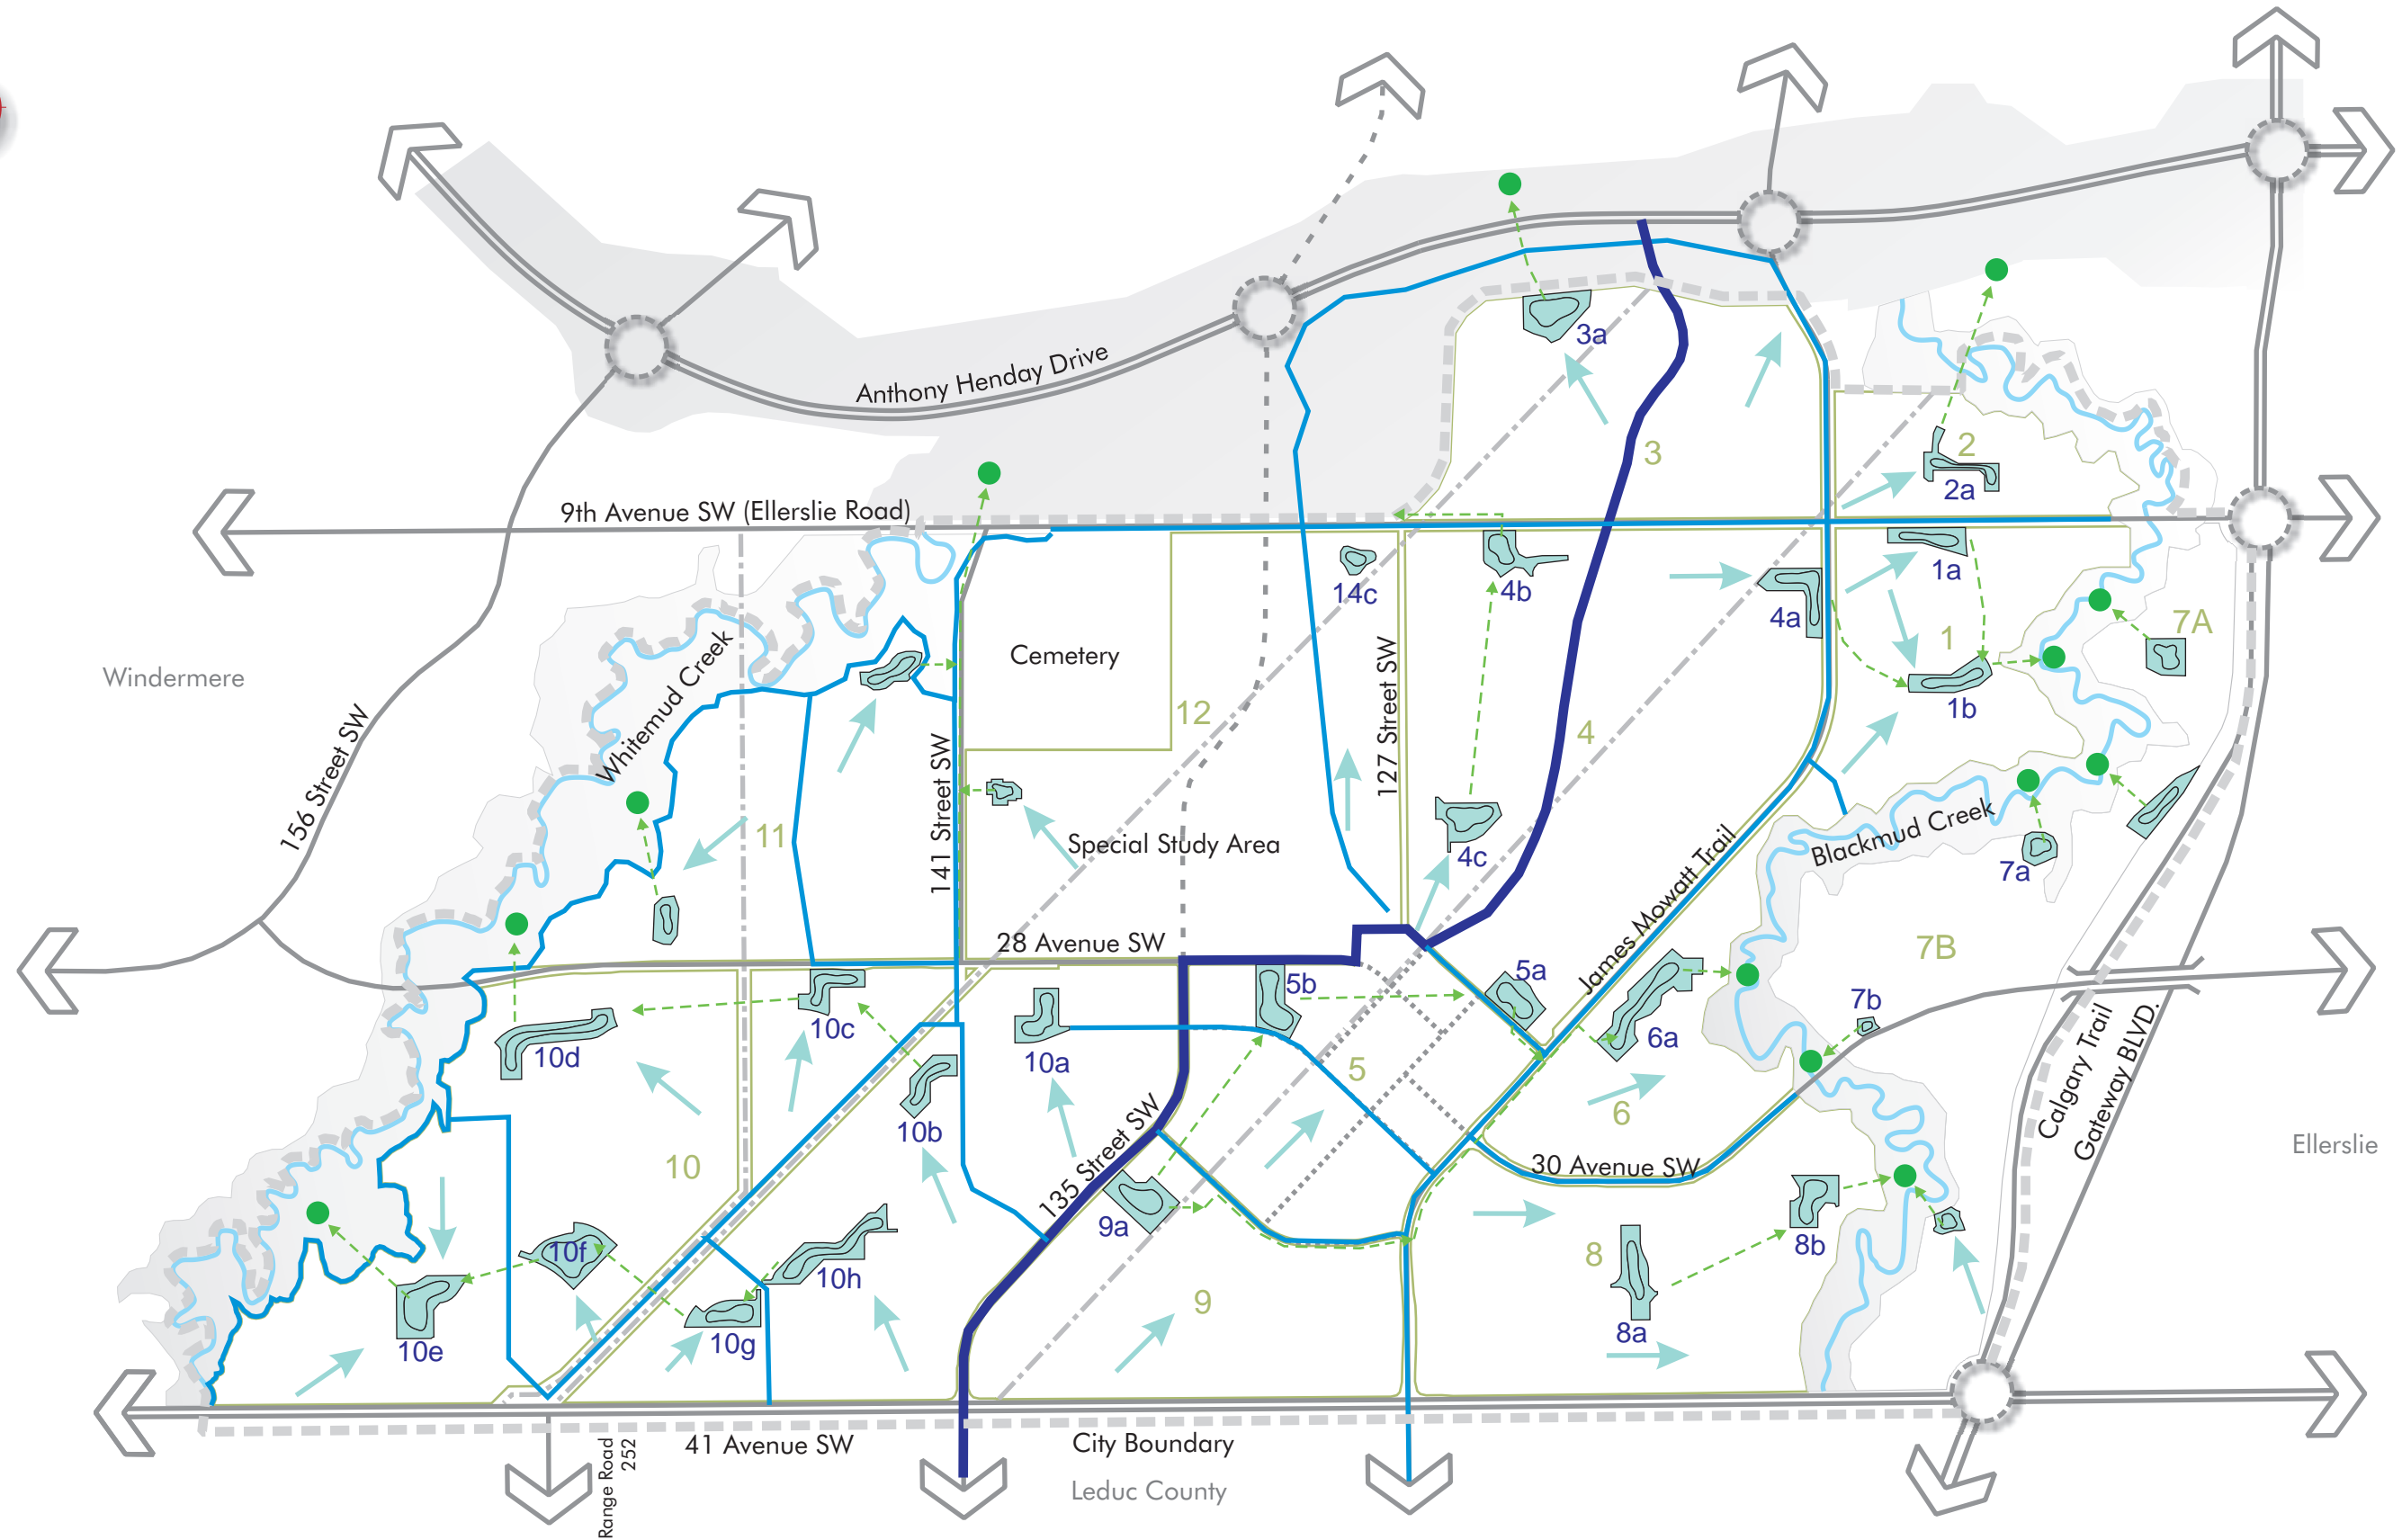 Anthony Henday Drive
3a
3
2
2a
9th Avenue SW (Ellerslie Road)
1a
14c
4b
4a
1
7A
Cemetery
Windermere
Whitemud Creek
127 Street SW
1b
12
4
156 Street SW
141 Street SW
11
Special Study Area
4c
James Mowatt Trail
Blackmud Creek
7a
28 Avenue SW
7B
5a
5b
7b
10c
10d
10a
6a
5
Calgary Trail
Gateway BLVD.
6
10b
Ellerslie
10
135 Street SW
30 Avenue SW
9a
8b
10f
8
10h
9
10e
10g
8a
Range Road
252
41 Avenue SW
City Boundary
Leduc County